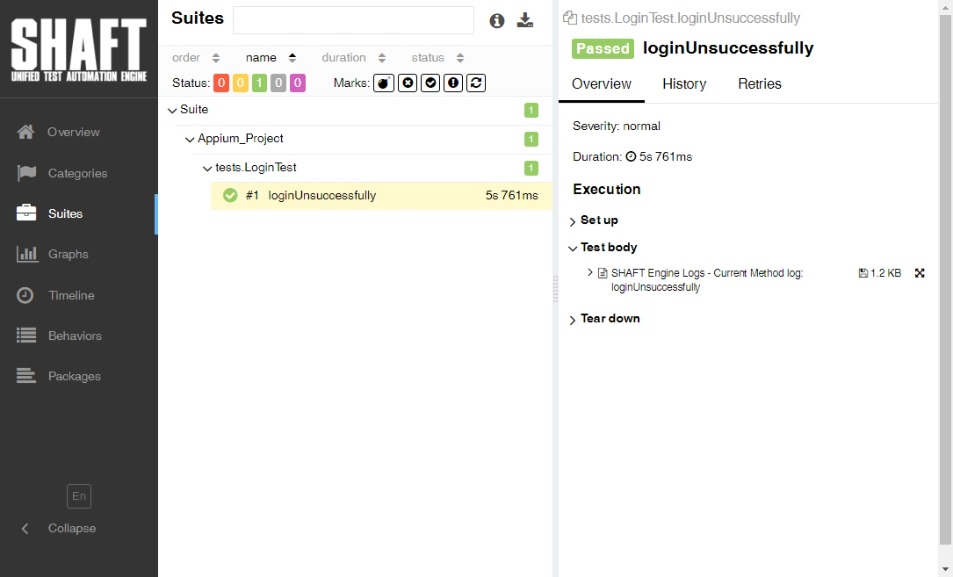 SHAFT
UNIFIED TEST AUTOMATION ENGINE
Overview
Categories
Suites
Graphs
Timeline
Behaviors
Packages
En
Collapse
Suites
order name duration status
Status: 0 0 1 0 0 Marks:
Suite 1
Appium_Project 1
tests.LoginTest 1
#1 loginUnsuccessfully 5s 761ms
tests.LoginTest.loginUnsuccessfully
Passed loginUnsuccessfully
Overview History Retries
Severity: normal
Duration: 5s 761ms
Execution
Set up
Test body
SHAFT Engine Logs - Current Method log: 1.2 KB
loginUnsuccessfully
Tear down